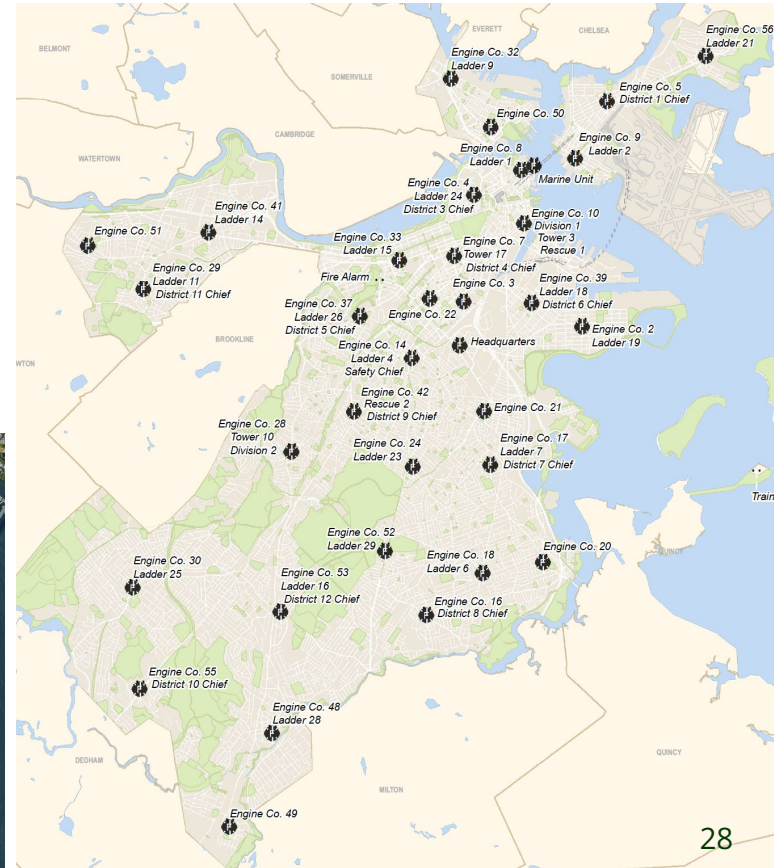 EVERETT
CHELSEA
Engine Co. 56
Ladder 21
BELMONT
Engine Co. 32
Ladder 9
SOMERVILLE
Engine Co. 5
District 1 Chief
Engine Co. 50
CAMBRIDGE
Engine Co. 9
Ladder 2
Engine Co. 8
Ladder 1
WATERTOWN
Marine Unit
Engine Co. 4
Ladder 24
District 3 Chief
Engine Co. 41
Ladder 14
Engine Co. 10
Division 1
Tower 3
Rescue 1
Engine Co. 51
Engine Co. 33
Ladder 15
Engine Co. 7
Tower 17
District 4 Chief
Engine Co. 29
Ladder 11
District 11 Chief
Fire Alarm
Engine Co. 39
Ladder 18
District 6 Chief
Engine Co. 3
Engine Co. 37
Ladder 26
District 5 Chief
Engine Co. 22
Engine Co. 2
Ladder 19
BROOKLINE
Headquarters
Engine Co. 14
Ladder 4
Safety Chief
WTON
Engine Co. 42
Rescue 2
District 9 Chief
Engine Co. 21
Engine Co. 28
Tower 10
Division 2
Engine Co. 24
Ladder 23
Engine Co. 17
Ladder 7
District 7 Chief
Train
Engine Co. 52
Ladder 29
QUINCY
Engine Co. 20
Engine Co. 30
Ladder 25
Engine Co. 18
Ladder 6
Engine Co. 53
Ladder 16
District 12 Chief
Engine Co. 16
District 8 Chief
Engine Co. 55
District 10 Chief
Engine Co. 48
Ladder 28
QUINCY
DEDHAM
MILTON
Engine Co. 49
28